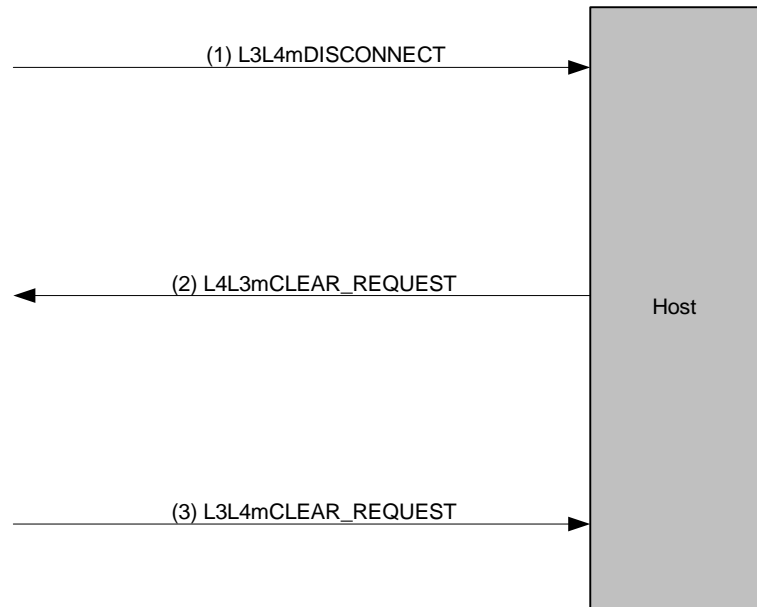 (1) L3L4mDISCONNECT
(2) L4L3mCLEAR_REQUEST
Host
(3) L3L4mCLEAR_REQUEST